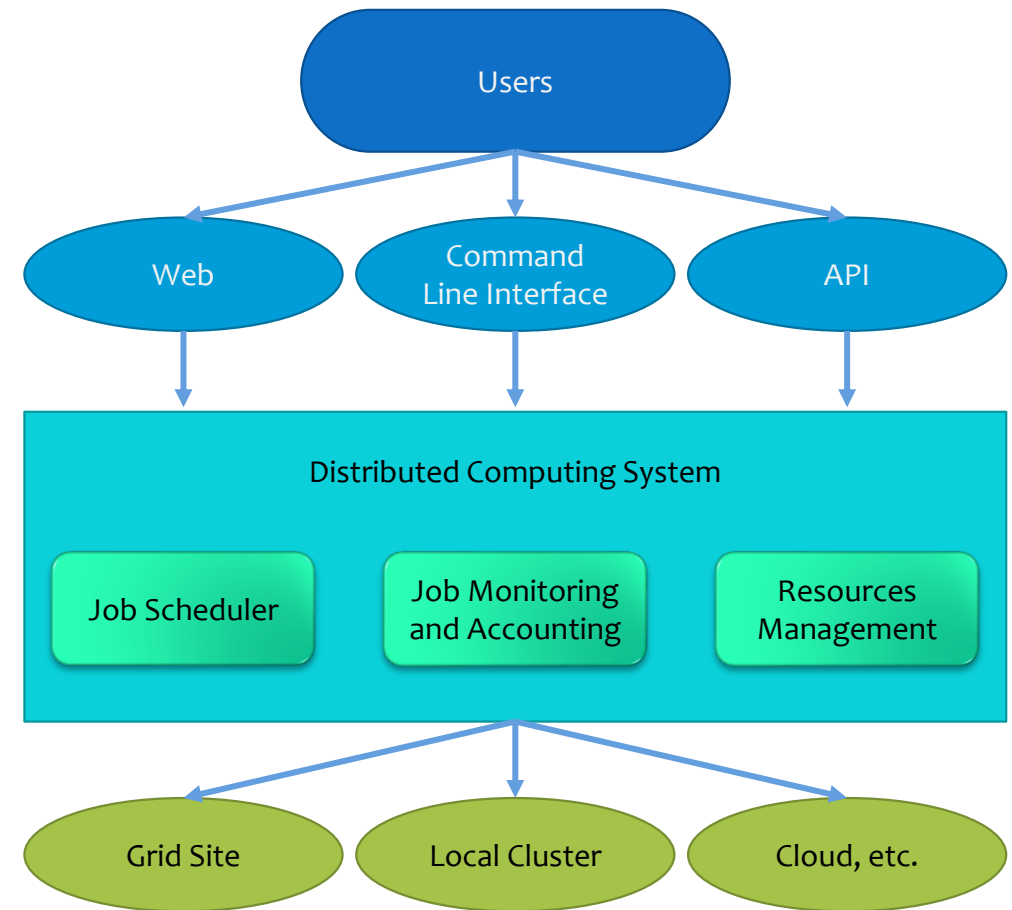 Users
Web
Command
Line Interface
API
Distributed Computing System
Job Scheduler
Job Monitoring
and Accounting
Resources
Management
Grid Site
Local Cluster
Cloud, etc.